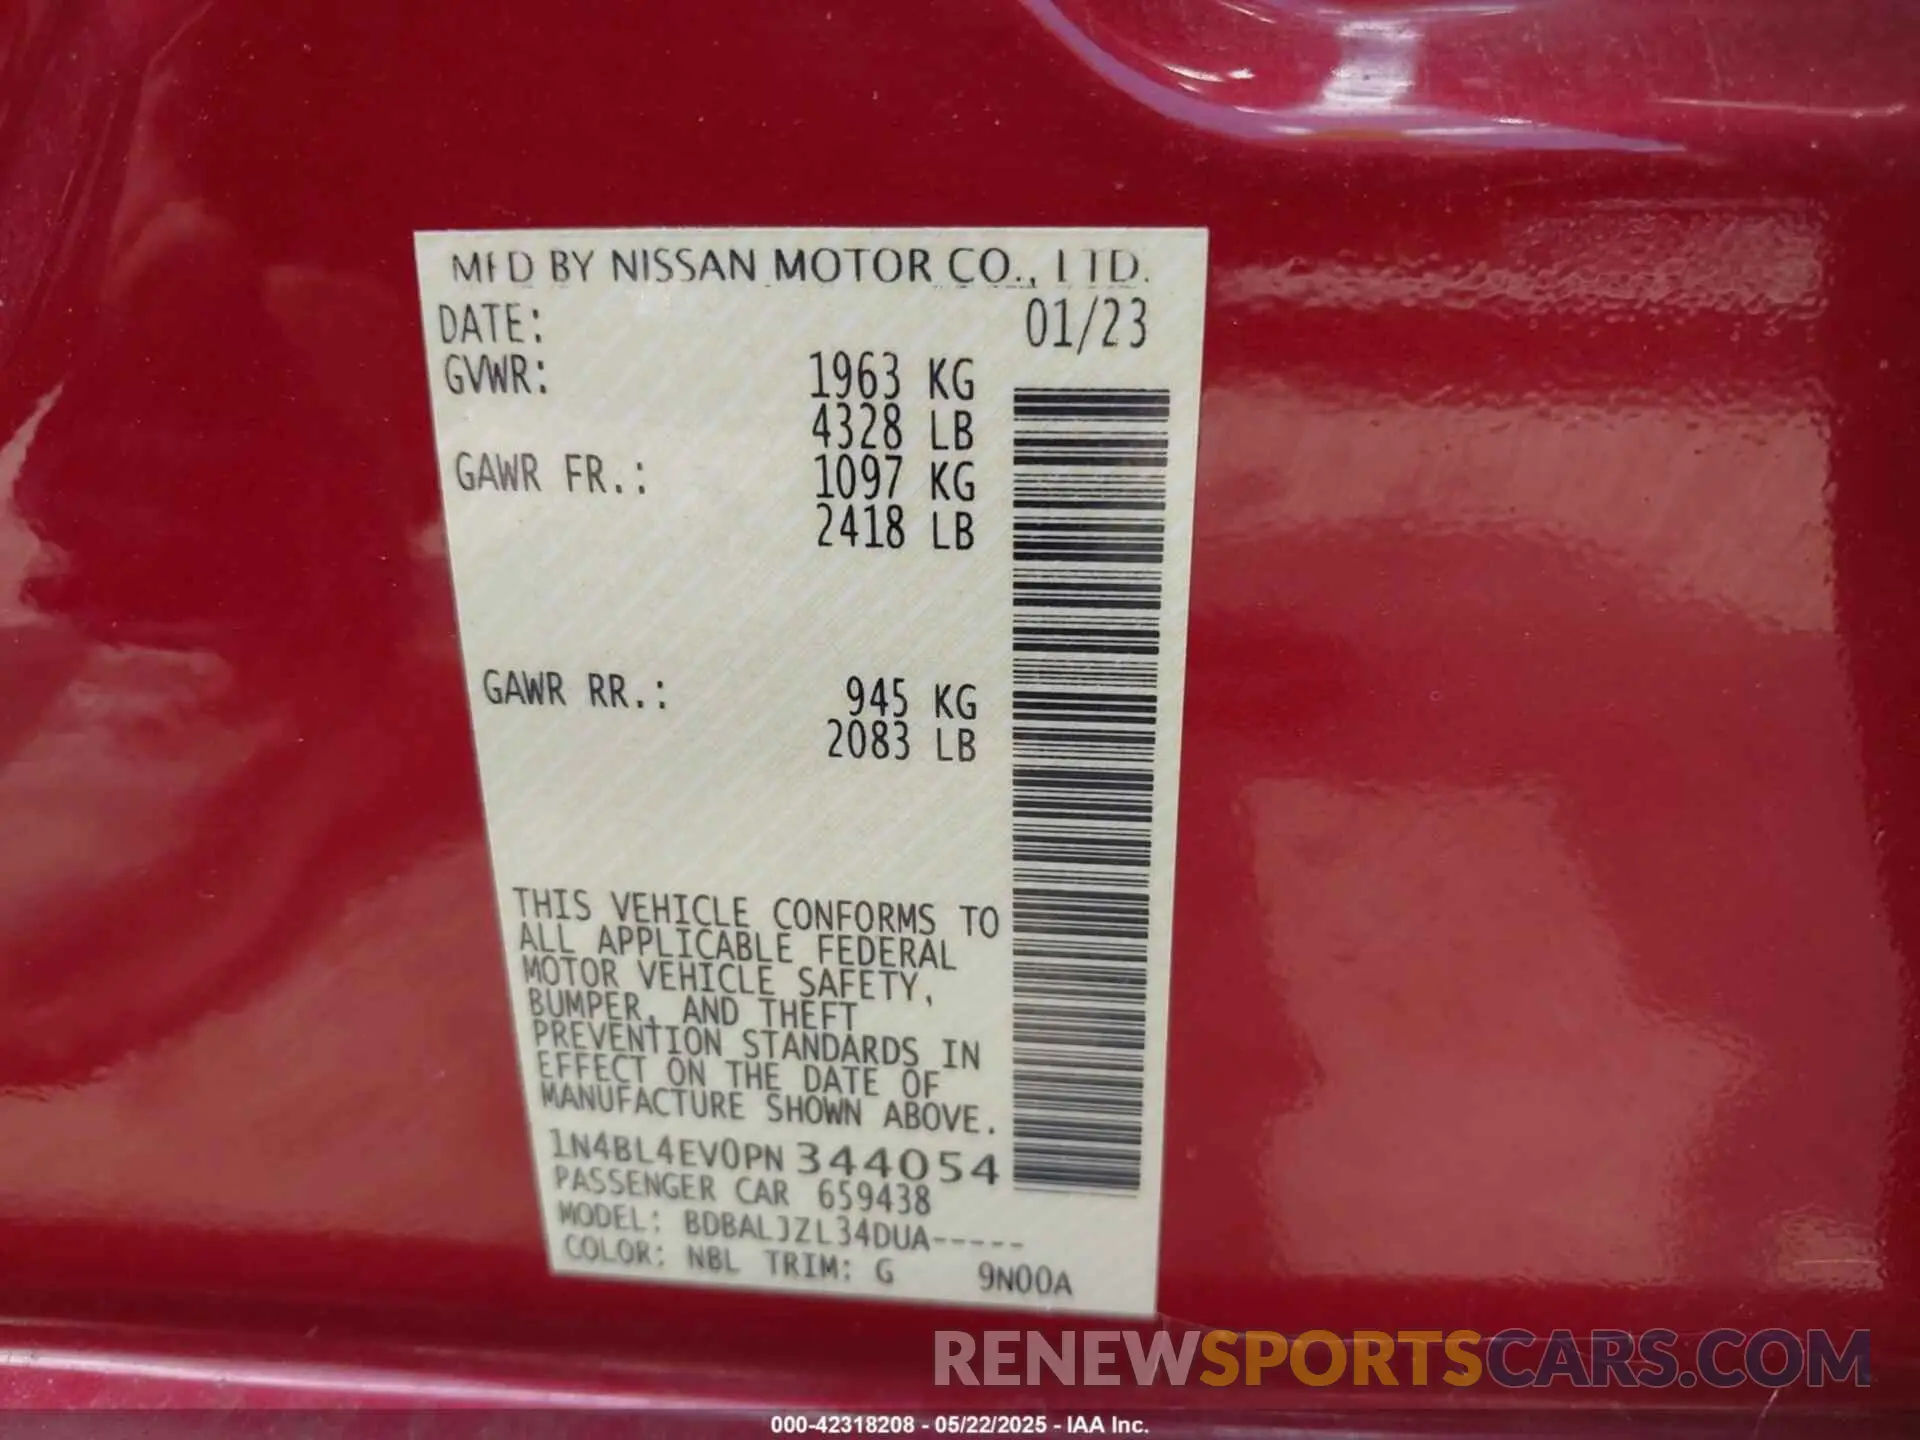 MFD BY NISSAN MOTOR CO., LTD.
DATE: 01/23
GVWR: 1963 KG
4328 LB
GAWR FR.: 1097 KG
2418 LB
GAWR RR.: 945 KG
2083 LB
THIS VEHICLE CONFORMS TO
ALL APPLICABLE FEDERAL
MOTOR VEHICLE SAFETY,
BUMPER, AND THEFT
PREVENTION STANDARDS IN
EFFECT ON THE DATE OF
MANUFACTURE SHOWN ABOVE.
1N4BL4EV0PN344054
PASSENGER CAR 659438
MODEL: BDBALJZL34DUA-----
COLOR: NBL TRIM: G 9N00A
RENEWSPORTSCARS.COM
000-42318208 - 05/22/2025 - IAA Inc.